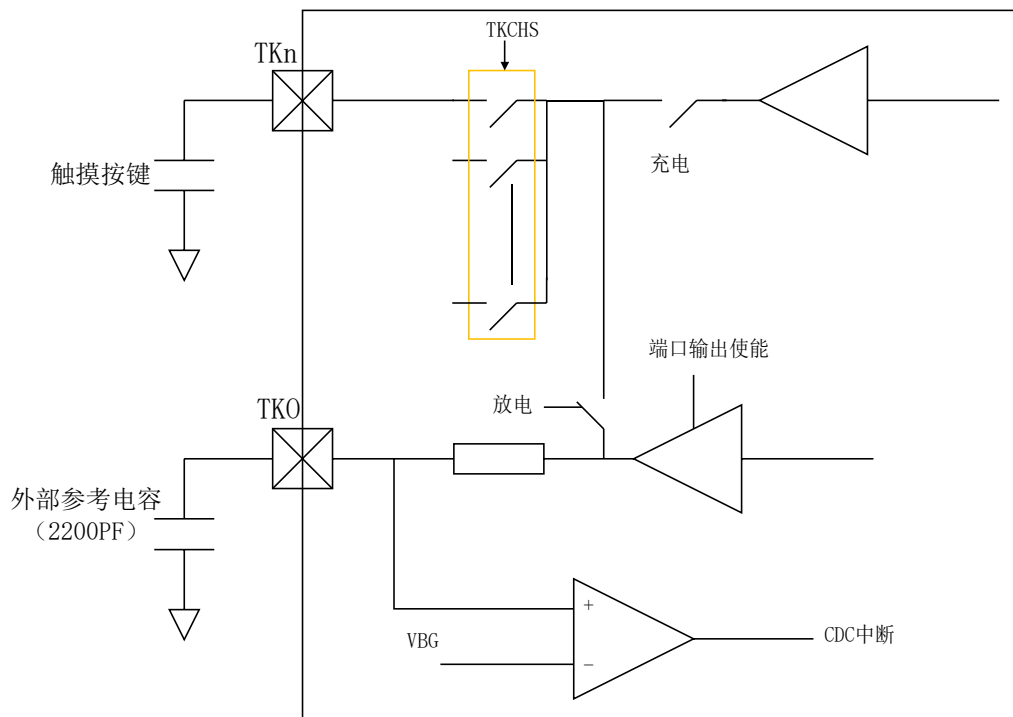 TKCHS
TKn
触摸按键
充电
端口输出使能
放电
TKO
外部参考电容
（2200PF）
+
VBG
−
CDC中断